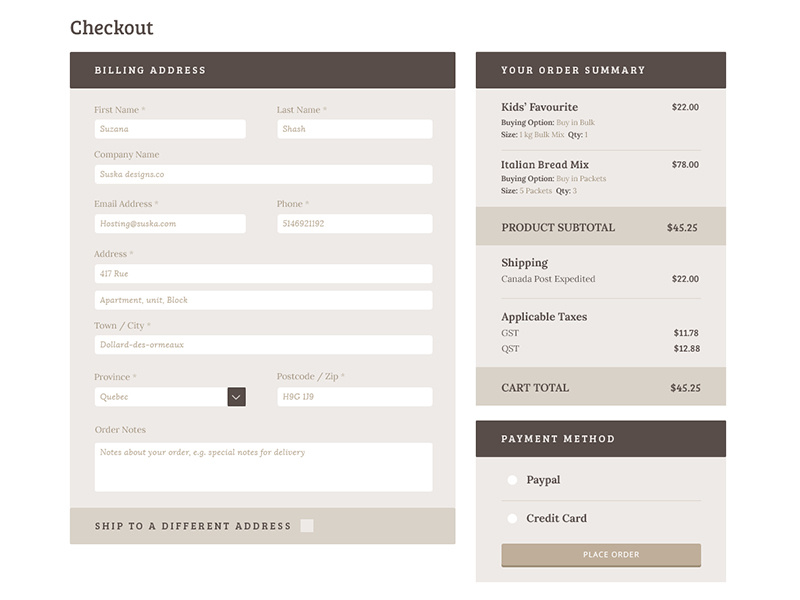 Checkout
BILLING ADDRESS
First Name *
Last Name *
Suzana
Shash
Company Name
Suska designs.co
Email Address *
Phone *
Hosting@suska.com
5146921192
Address *
417 Rue
Apartment, unit, Block
Town / City *
Dollard-des-ormeaux
Province *
Postcode / Zip *
Quebec
H9G 1J9
Order Notes
Notes about your order, e.g. special notes for delivery
SHIP TO A DIFFERENT ADDRESS
YOUR ORDER SUMMARY
Kids' Favourite $22.00
Buying Option: Buy in Bulk
Size: 1 kg Bulk Mix Qty: 1
Italian Bread Mix $78.00
Buying Option: Buy in Packets
Size: 5 Packets Qty: 3
PRODUCT SUBTOTAL $45.25
Shipping
Canada Post Expedited $22.00
Applicable Taxes
GST $11.78
QST $12.88
CART TOTAL $45.25
PAYMENT METHOD
Paypal
Credit Card
PLACE ORDER